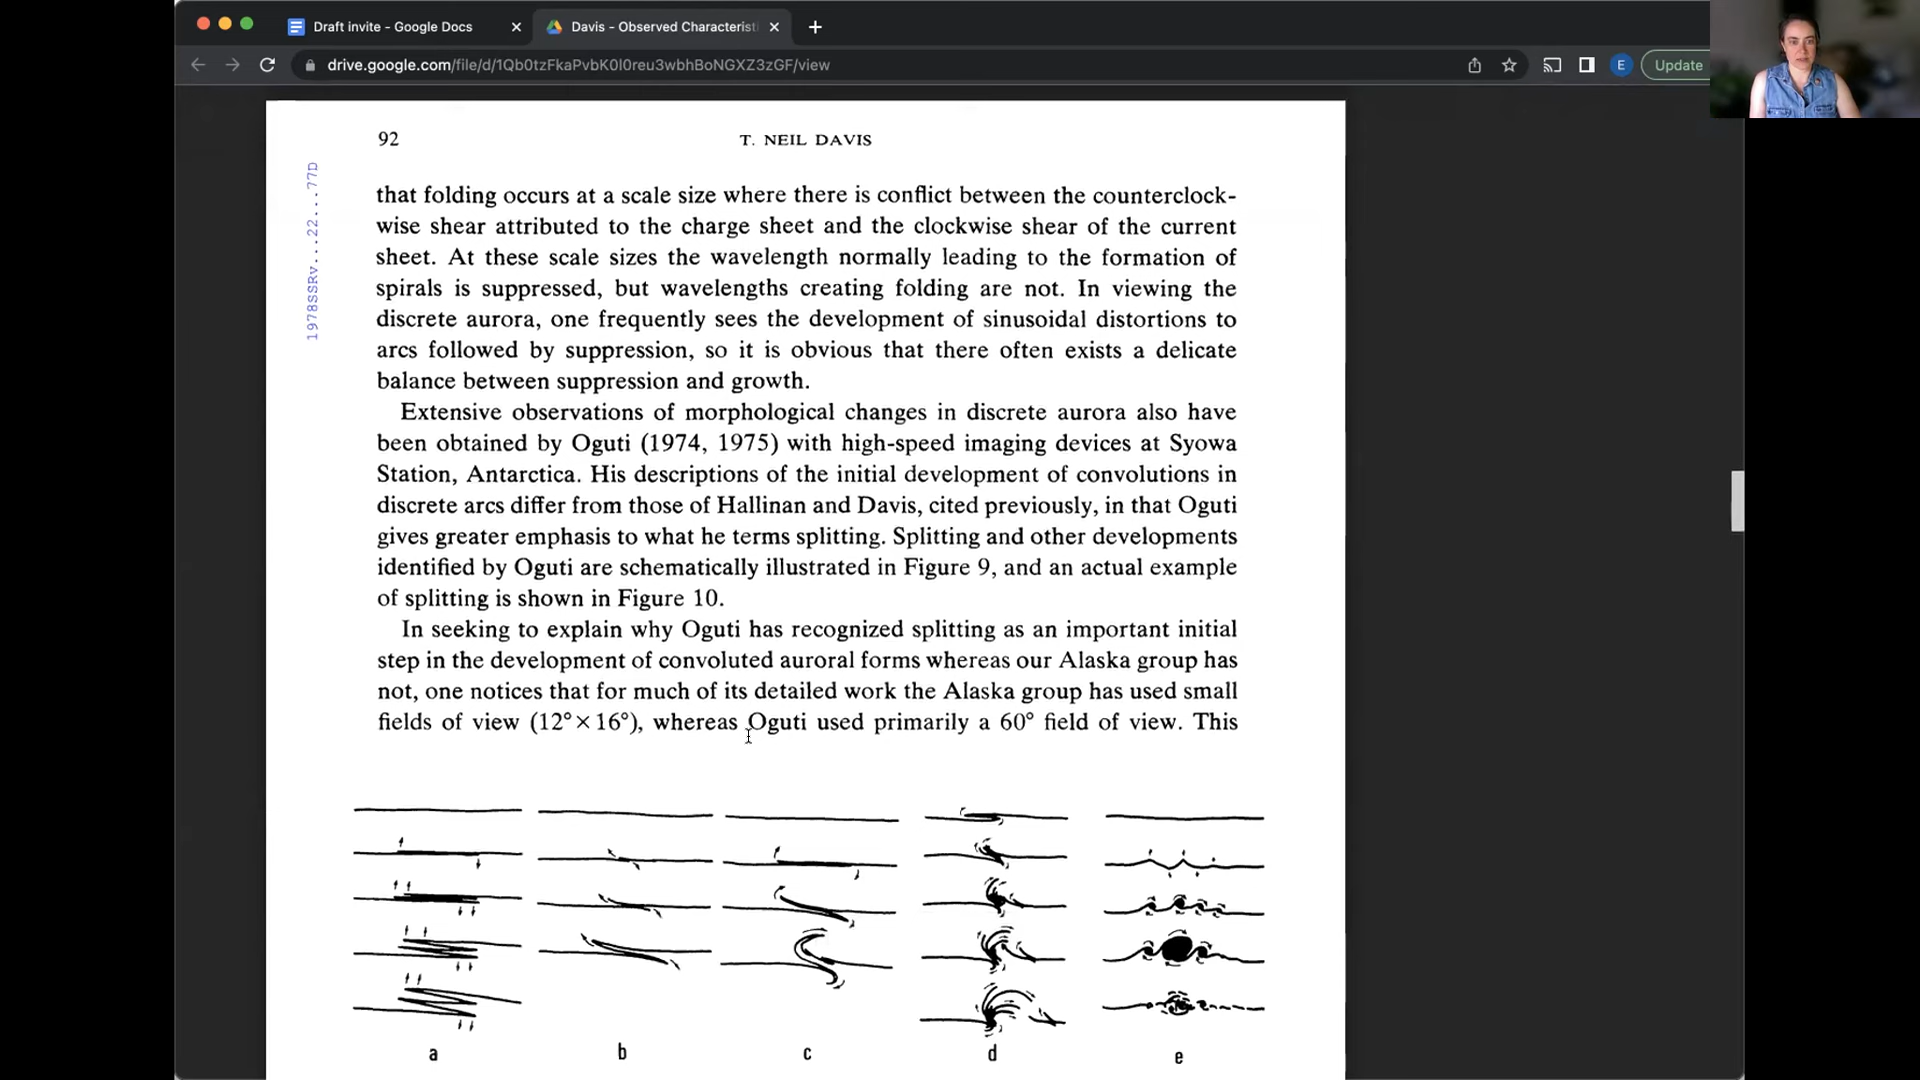 Draft invite - Google Docs
Davis - Observed Characterist
drive.google.com/file/d/1Qb0tzFkaPvbK0l0reu3wbhBoNGXZ3zGF/view
E
Update
92
T. NEIL DAVIS
1978SSRv...22...77D
that folding occurs at a scale size where there is conflict between the counterclock-
wise shear attributed to the charge sheet and the clockwise shear of the current
sheet. At these scale sizes the wavelength normally leading to the formation of
spirals is suppressed, but wavelengths creating folding are not. In viewing the
discrete aurora, one frequently sees the development of sinusoidal distortions to
arcs followed by suppression, so it is obvious that there often exists a delicate
balance between suppression and growth.
Extensive observations of morphological changes in discrete aurora also have
been obtained by Oguti (1974, 1975) with high-speed imaging devices at Syowa
Station, Antarctica. His descriptions of the initial development of convolutions in
discrete arcs differ from those of Hallinan and Davis, cited previously, in that Oguti
gives greater emphasis to what he terms splitting. Splitting and other developments
identified by Oguti are schematically illustrated in Figure 9, and an actual example
of splitting is shown in Figure 10.
In seeking to explain why Oguti has recognized splitting as an important initial
step in the development of convoluted auroral forms whereas our Alaska group has
not, one notices that for much of its detailed work the Alaska group has used small
fields of view (12°×16°), whereas Oguti used primarily a 60° field of view. This
a b c d e